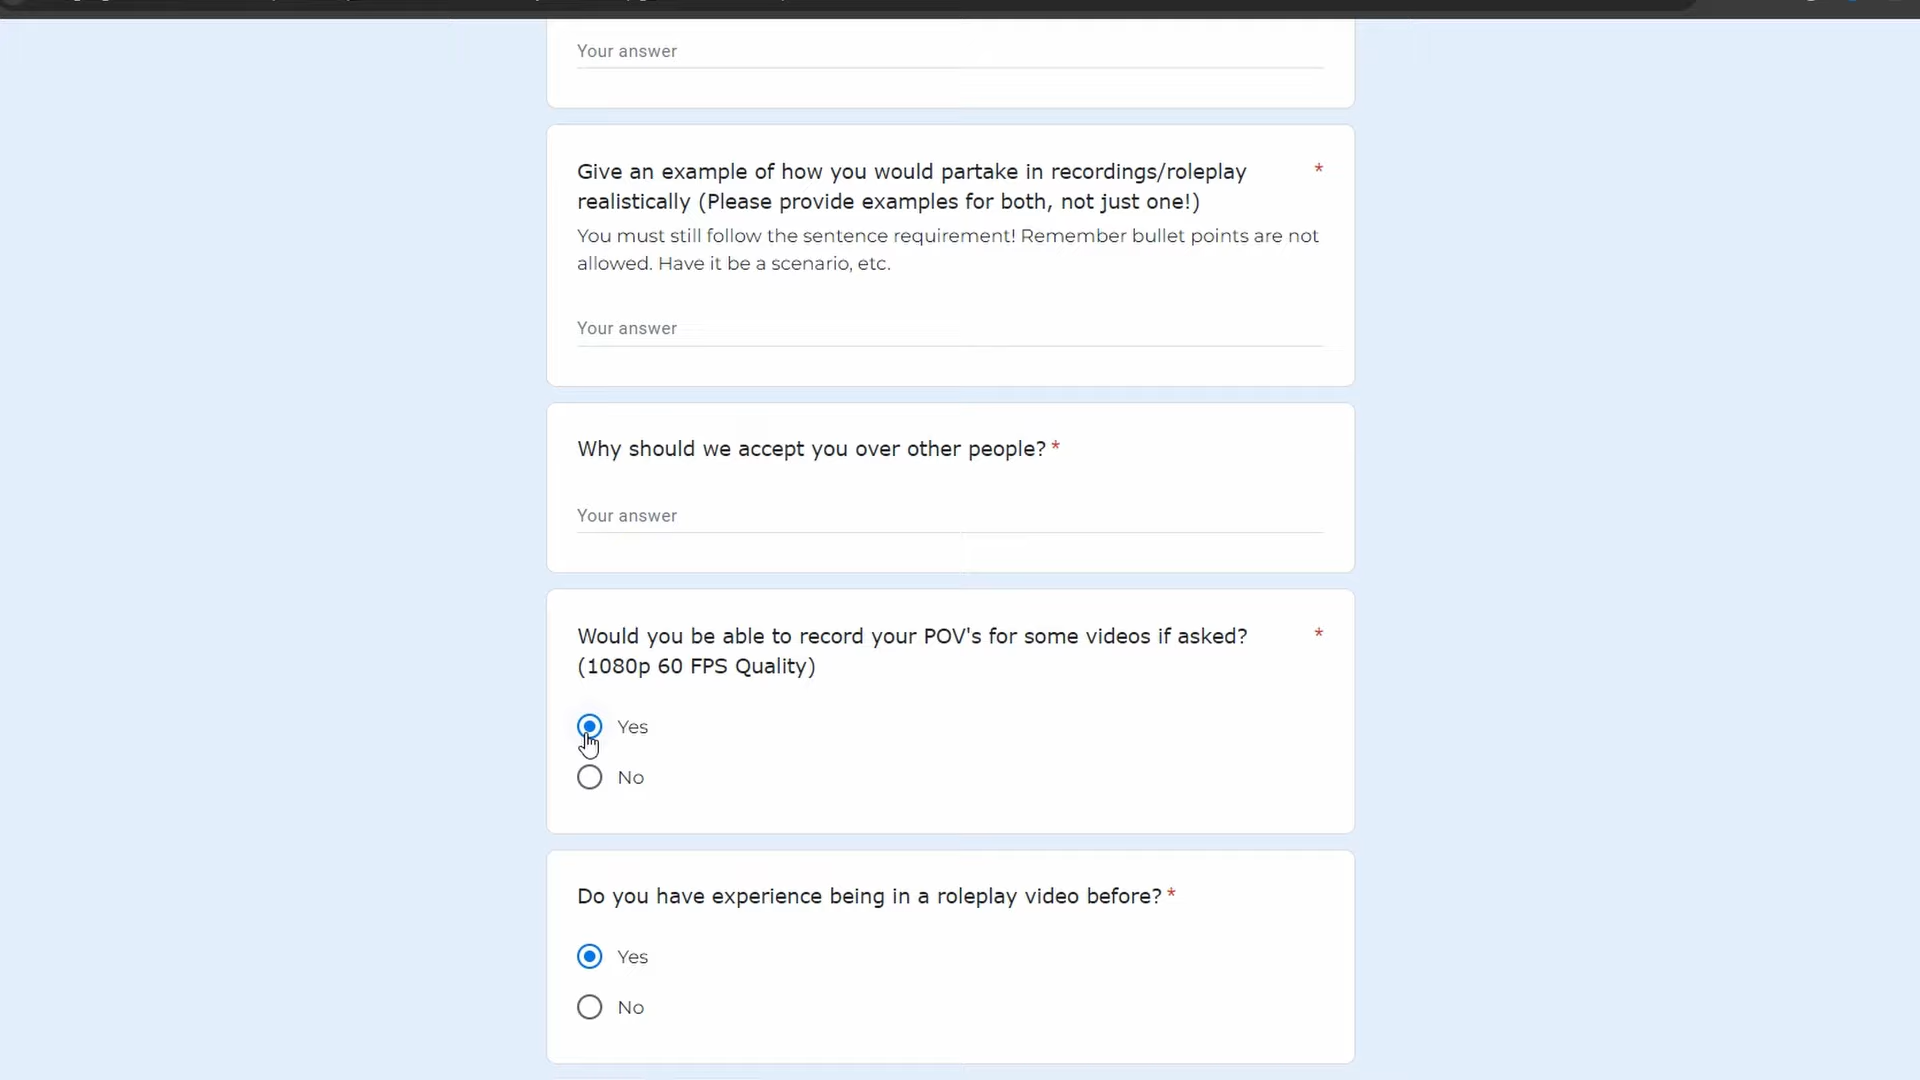 Your answer
Give an example of how you would partake in recordings/roleplay *
realistically (Please provide examples for both, not just one!)
You must still follow the sentence requirement! Remember bullet points are not
allowed. Have it be a scenario, etc.
Your answer
Why should we accept you over other people? *
Your answer
Would you be able to record your POV's for some videos if asked? *
(1080p 60 FPS Quality)
Yes
No
Do you have experience being in a roleplay video before? *
Yes
No